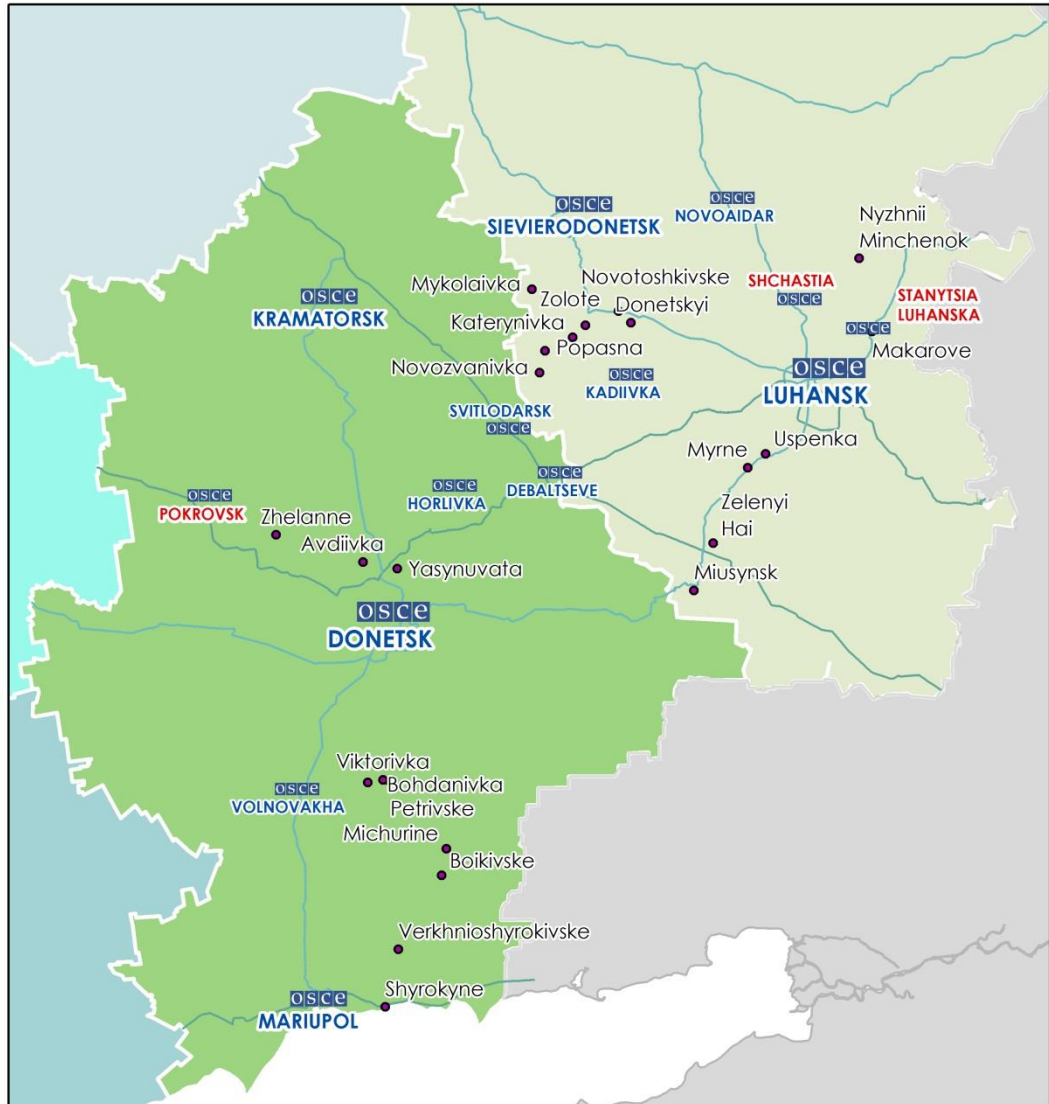 osce
SIEVIERODONETSK
osce
NOVOAIDAR
Nyzhnii
Minchenok
Mykolaivka
Novotoshkivske
Zolote
Donetskyi
SHCHASTIA
osce
STANYTSIA
LUHANSKA
osce
KRAMATORSK
Katerynivka
Popasna
osce
Makarove
Novozvanivka
osce
KADIIVKA
osce
LUHANSK
SVITLODARSK
osce
Myrne
Uspenka
osce
POKROVSK
osce
HORLIVKA
osce
DEBALTSEVE
Zelenyi
Hai
Zhelanne
Avdiivka
Yasynuvata
Miusynsk
osce
DONETSK
Viktorivka
Bohdanivka
osce
VOLNOVAKHA
Petrivske
Michurine
Boikivske
Verkhnioshyrokivske
Shyrokyne
osce
MARIUPOL